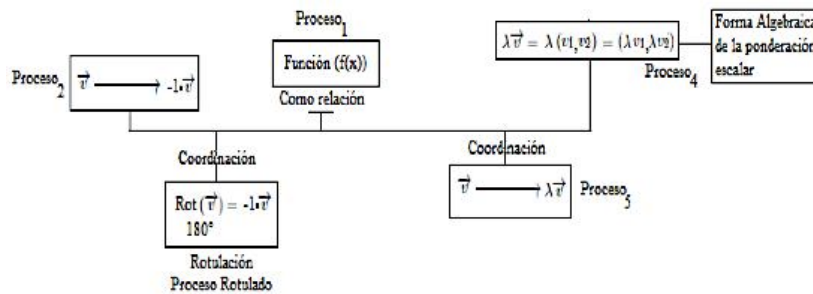 Proceso1
Función (f(x))
Como relación
λv⃗ = λ (v1,v2) = (λv1,λv2)
Proceso4
Forma Algebraica
de la ponderación
escalar
Proceso2
v⃗ ⟶ -1•v⃗
Coordinación
Rot (v⃗) = -1•v⃗
180°
Rotulación
Proceso Rotulado
Coordinación
v⃗ ⟶ λv⃗
Proceso5